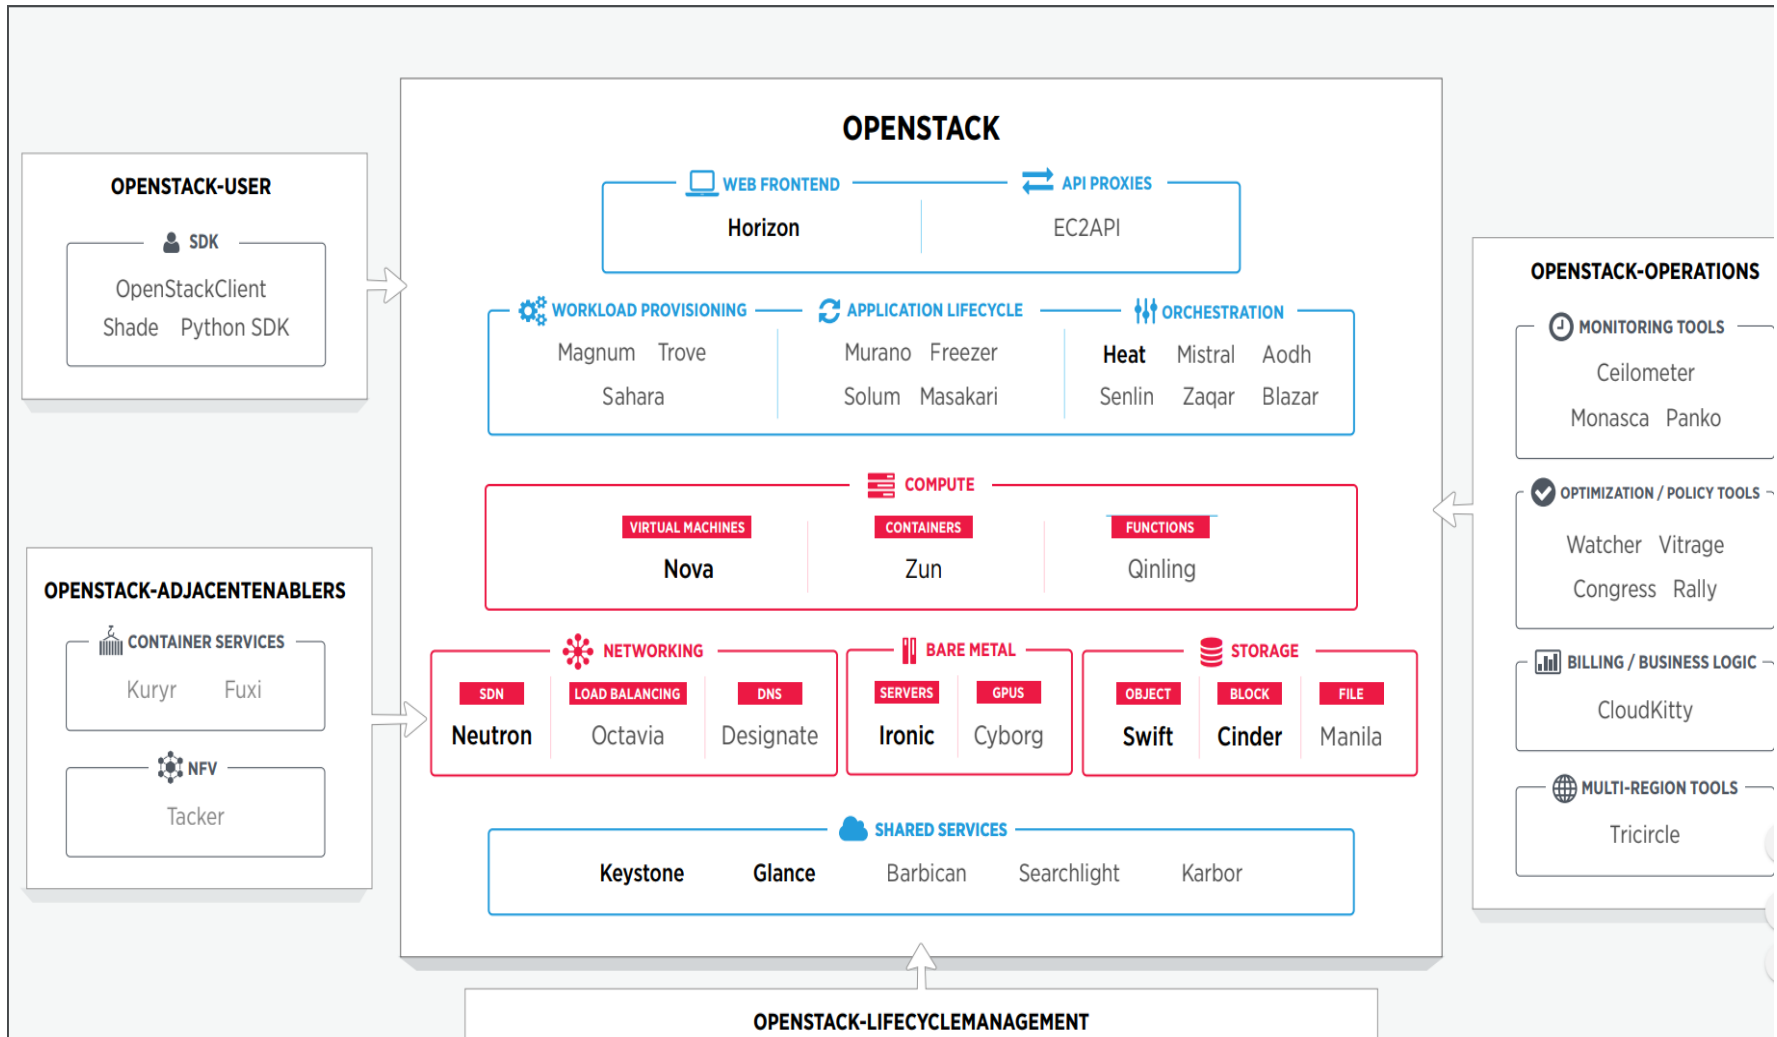 OPENSTACK
WEB FRONTEND
API PROXIES
Horizon
EC2API
WORKLOAD PROVISIONING
APPLICATION LIFECYCLE
ORCHESTRATION
Magnum Trove
Sahara
Murano Freezer
Solum Masakari
Heat Mistral Aodh
Senlin Zaqar Blazar
COMPUTE
VIRTUAL MACHINES
CONTAINERS
FUNCTIONS
Nova
Zun
Qinling
NETWORKING
SDN
LOAD BALANCING
DNS
Neutron
Octavia
Designate
BARE METAL
SERVERS
GPUS
Ironic
Cyborg
STORAGE
OBJECT
BLOCK
FILE
Swift
Cinder
Manila
SHARED SERVICES
Keystone Glance Barbican Searchlight Karbor
OPENSTACK-USER
SDK
OpenStackClient
Shade Python SDK
OPENSTACK-ADJACENTENABLERS
CONTAINER SERVICES
Kuryr Fuxi
NFV
Tacker
OPENSTACK-OPERATIONS
MONITORING TOOLS
Ceilometer
Monasca Panko
OPTIMIZATION / POLICY TOOLS
Watcher Vitrage
Congress Rally
BILLING / BUSINESS LOGIC
CloudKitty
MULTI-REGION TOOLS
Tricircle
OPENSTACK-LIFECYCLEMANAGEMENT